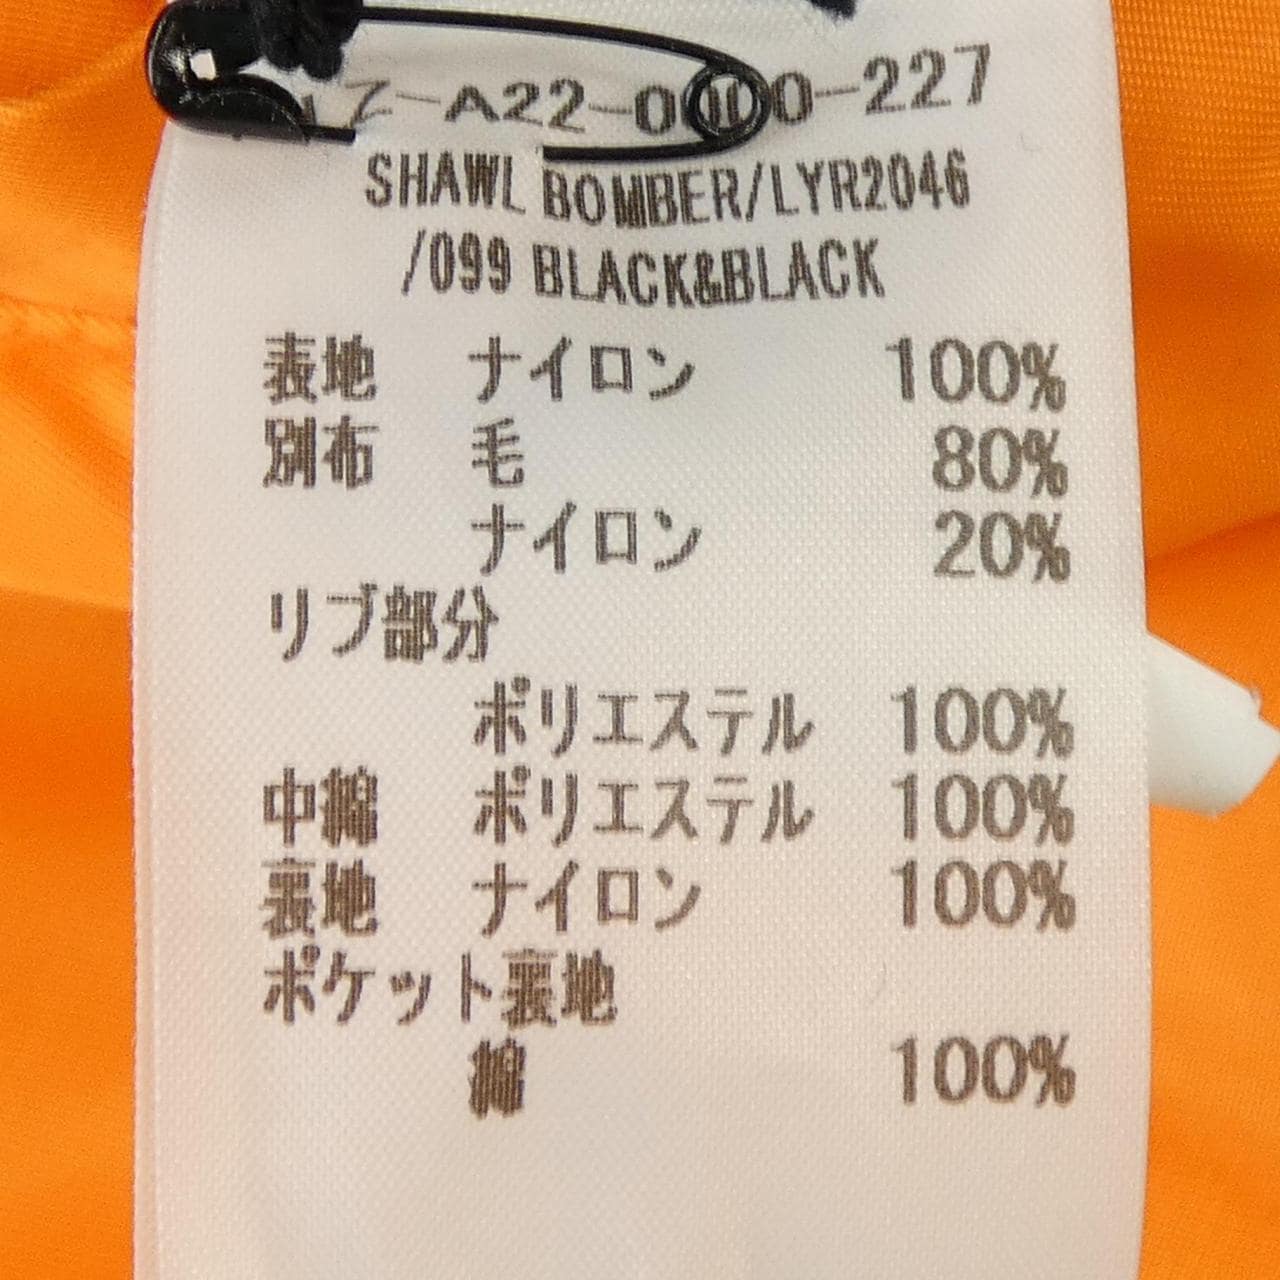 Z-A22-0000-227
SHAWL BOMBER/LYR2046
/099 BLACK&BLACK
表地 ナイロン 100%
別布 毛 80%
ナイロン 20%
リブ部分
ポリエステル 100%
中綿 ポリエステル 100%
裏地 ナイロン 100%
ポケット裏地
綿 100%